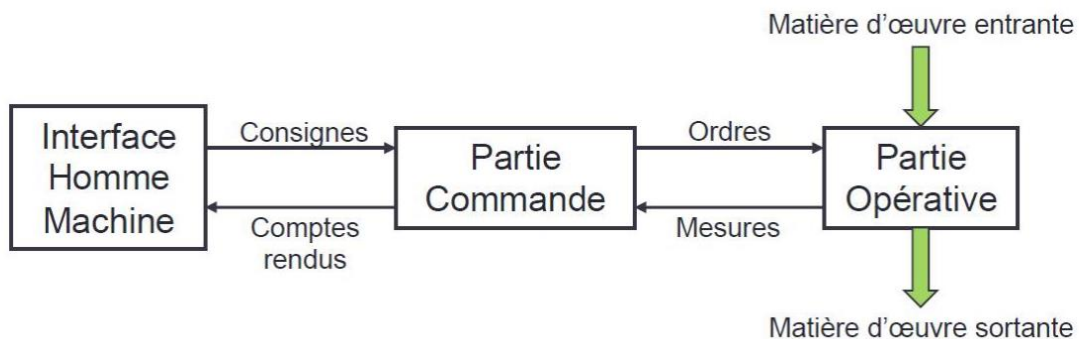 Matière d'œuvre entrante
Interface
Homme
Machine
Consignes
Comptes
rendus
Partie
Commande
Ordres
Mesures
Partie
Opérative
Matière d'œuvre sortante